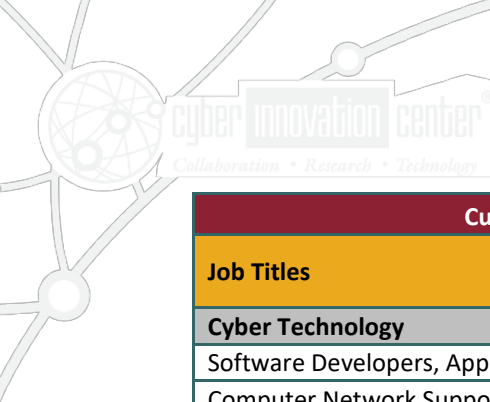 cyber innovation center®
Collaboration • Research • Technology
Cu
Job Titles
Cyber Technology
Software Developers, App
Computer Network Suppo